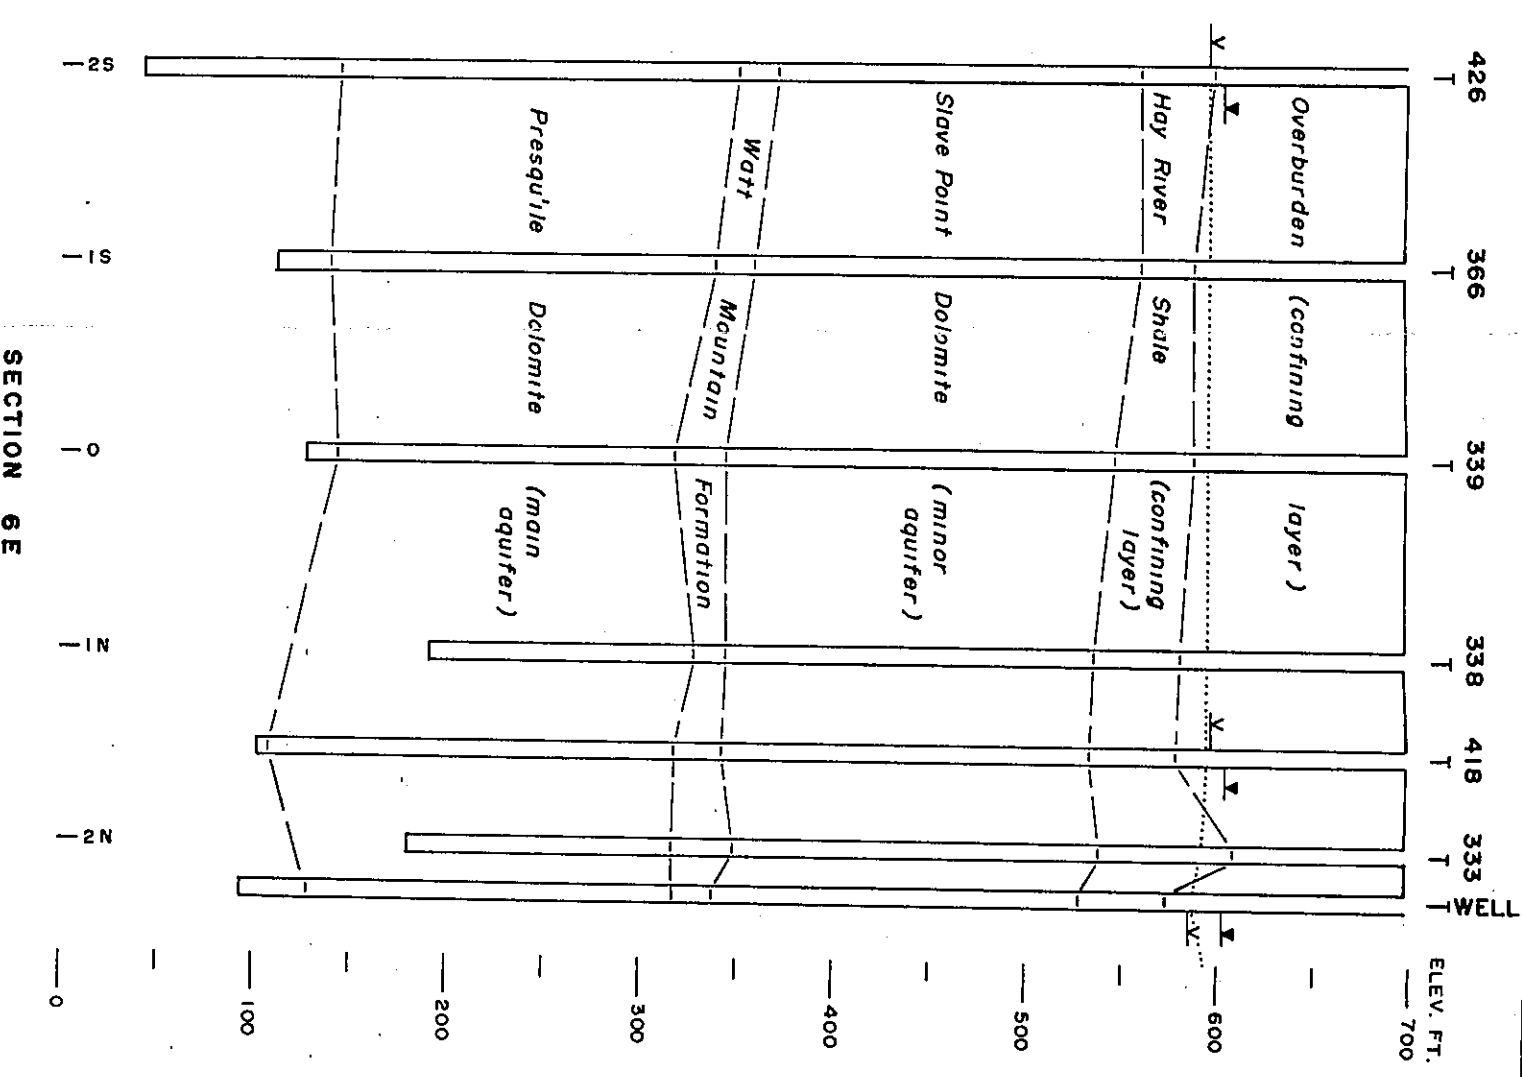 426
366
339
338
418
333
WELL
ELEV. FT.
700
600
500
400
300
200
100
0
Overburden (confining layer)
Hay River Shale (confining
layer)
Slave Point Dolomite (minor
aquifer)
Watt Mountain Formation
Presqu'ile Dolomite (main
aquifer)
2S
1S
0
1N
2N
SECTION 6E